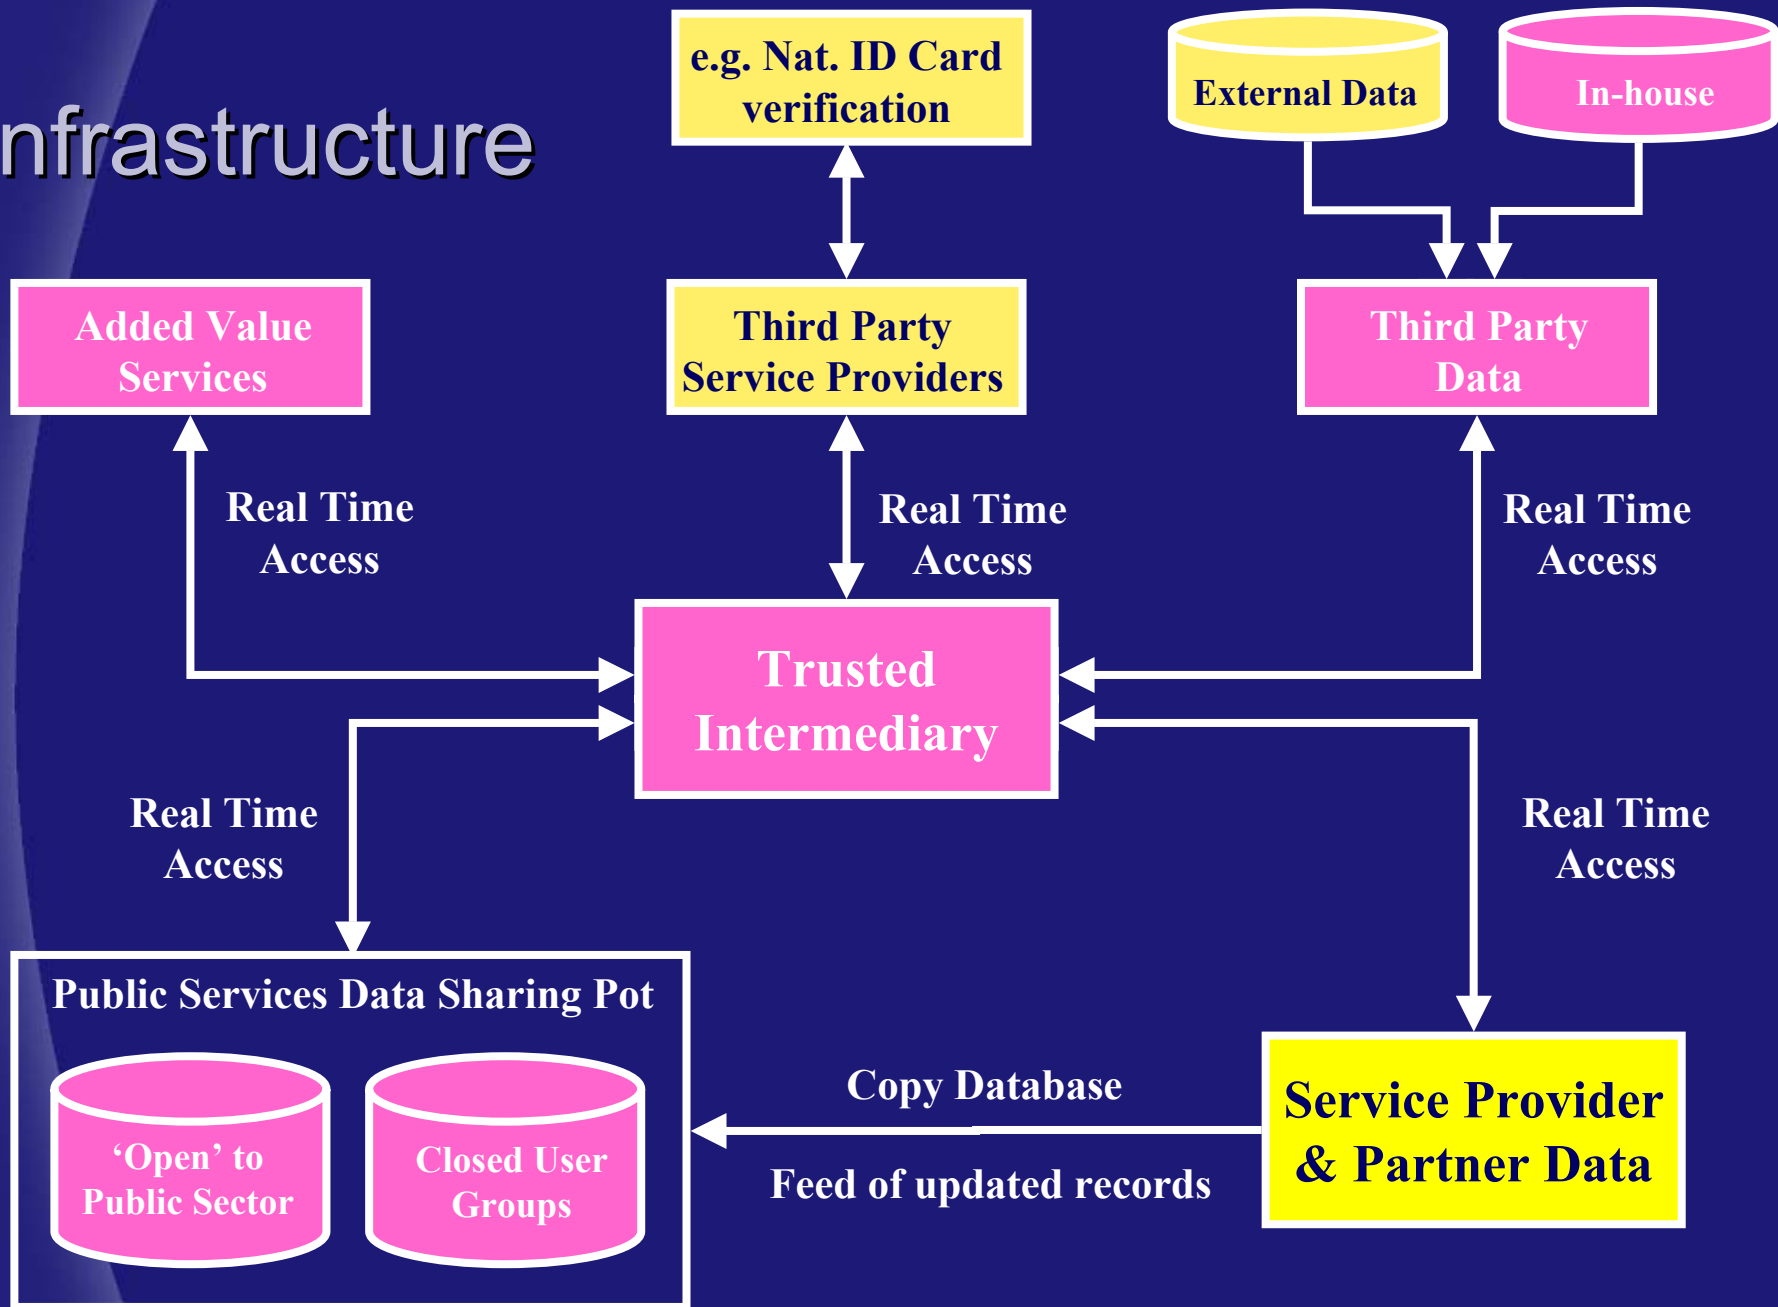 nfrastructure
e.g. Nat. ID Card
verification
External Data
In-house
Added Value
Services
Third Party
Service Providers
Third Party
Data
Real Time
Access
Real Time
Access
Real Time
Access
Trusted
Intermediary
Real Time
Access
Real Time
Access
Public Services Data Sharing Pot
‘Open’ to
Public Sector
Closed User
Groups
Copy Database
Feed of updated records
Service Provider
& Partner Data